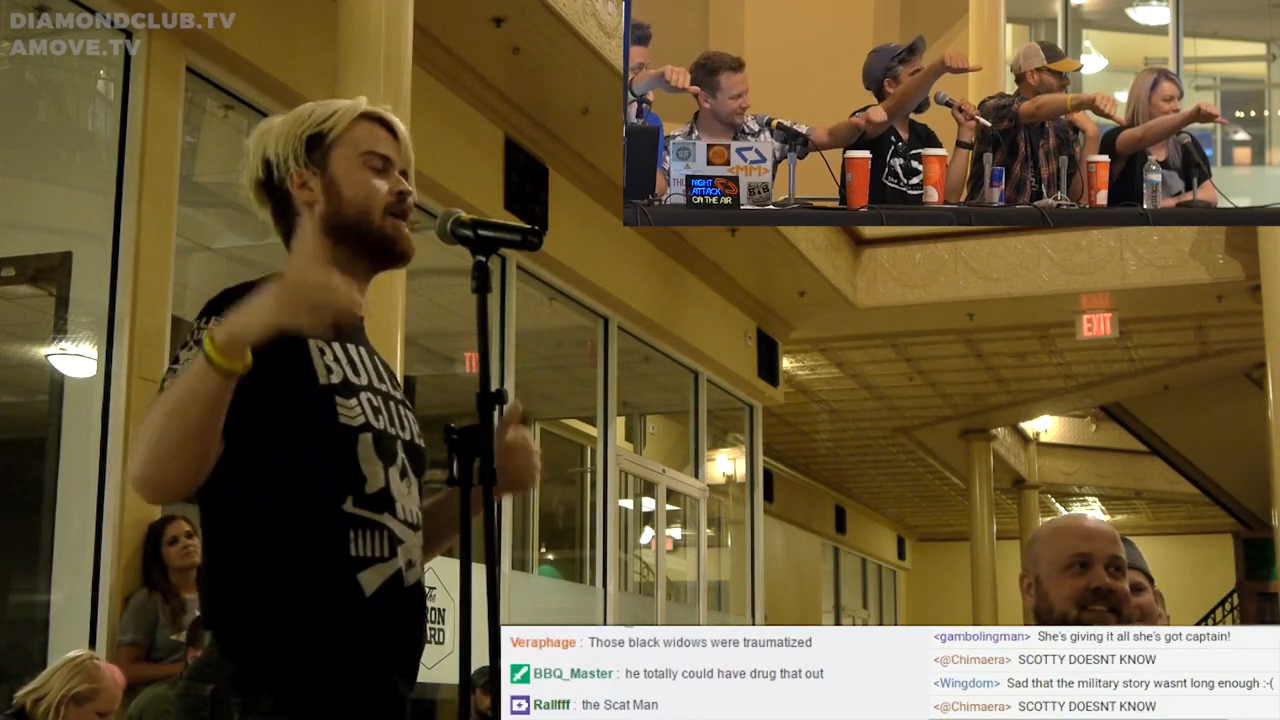 DIAMONDCLUB.TV
AMOVE.TV
<MM>
NIGHT
ATTACK
ON THE AIR
EXIT
BULLET
CLUB
The
Veraphage : Those black widows were traumatized
BBQ_Master : he totally could have drug that out
Rallfff : the Scat Man
<gambolingman> She's giving it all she's got captain!
<@Chimaera> SCOTTY DOESNT KNOW
<Wingdom> Sad that the military story wasnt long enough :-(
<@Chimaera> SCOTTY DOESNT KNOW